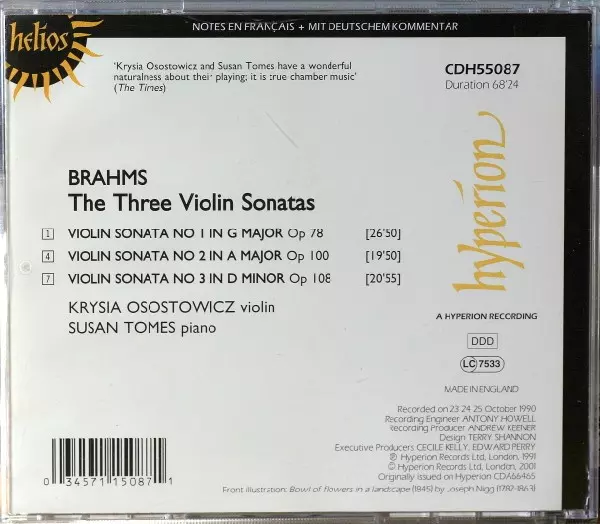 NOTES EN FRANÇAIS + MIT DEUTSCHEM KOMMENTAR
helios
'Krysia Osostowicz and Susan Tomes have a wonderful
naturalness about their playing; it is true chamber music'
(The Times)
CDH55087
Duration 68'24
BRAHMS
The Three Violin Sonatas
1 VIOLIN SONATA NO 1 IN G MAJOR Op 78 [26'50]
4 VIOLIN SONATA NO 2 IN A MAJOR Op 100 [19'50]
7 VIOLIN SONATA NO 3 IN D MINOR Op 108 [20'55]
KRYSIA OSOSTOWICZ violin
SUSAN TOMES piano
hyperion
A HYPERION RECORDING
DDD
LC 7533
MADE IN ENGLAND
Recorded on 23 24 25 October 1990
Recording Engineer ANTONY HOWELL
Recording Producer ANDREW KEENER
Design TERRY SHANNON
Executive Producers CECILE KELLY, EDWARD PERRY
℗ Hyperion Records Ltd, London, 1991
© Hyperion Records Ltd, London, 2001
Originally issued on Hyperion CDA66465
Front illustration: Bowl of flowers in a landscape (1845) by Joseph Nigg (1782-1863)
0 34571 15087 1